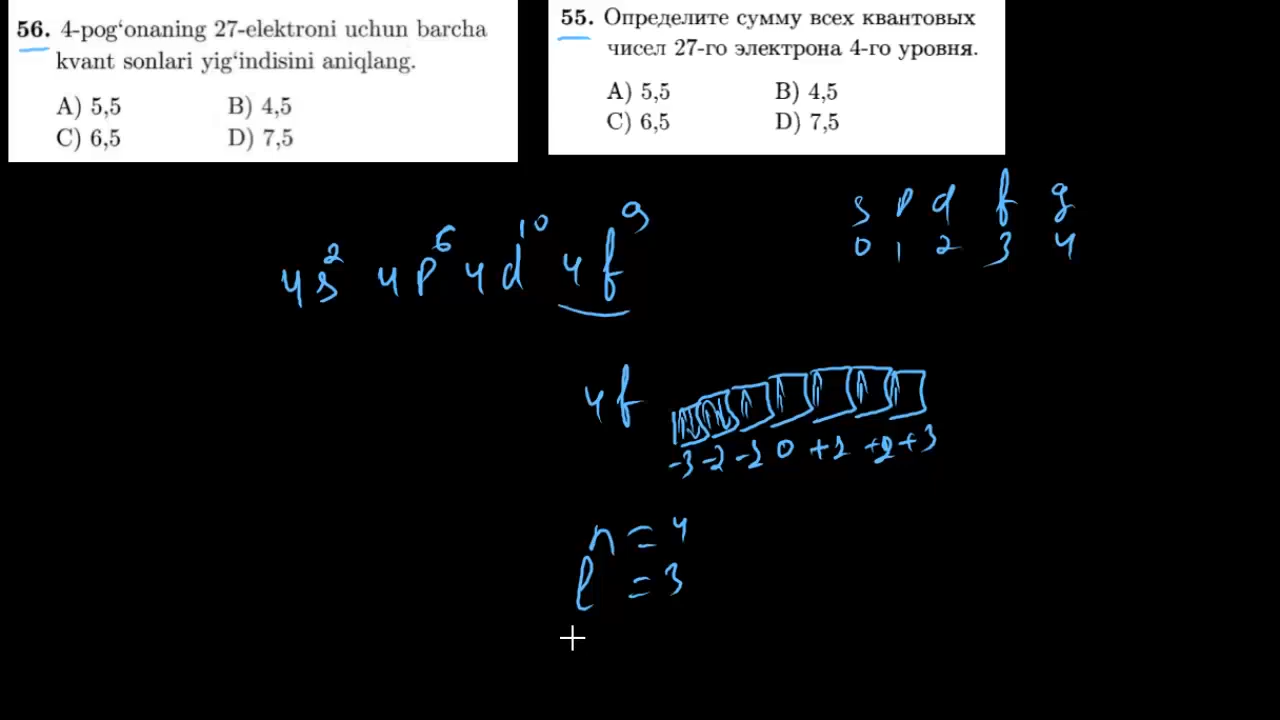 56. 4-pog‘onaning 27-elektroni uchun barcha
kvant sonlari yig‘indisini aniqlang.
A) 5,5 B) 4,5
C) 6,5 D) 7,5
55. Определите сумму всех квантовых
чисел 27-го электрона 4-го уровня.
A) 5,5 B) 4,5
C) 6,5 D) 7,5
s p d f g
0 1 2 3 4
4s² 4p⁶ 4d¹⁰ 4f⁹
4f
-3 -2 -1 0 +1 +2 +3
n = 4
l = 3